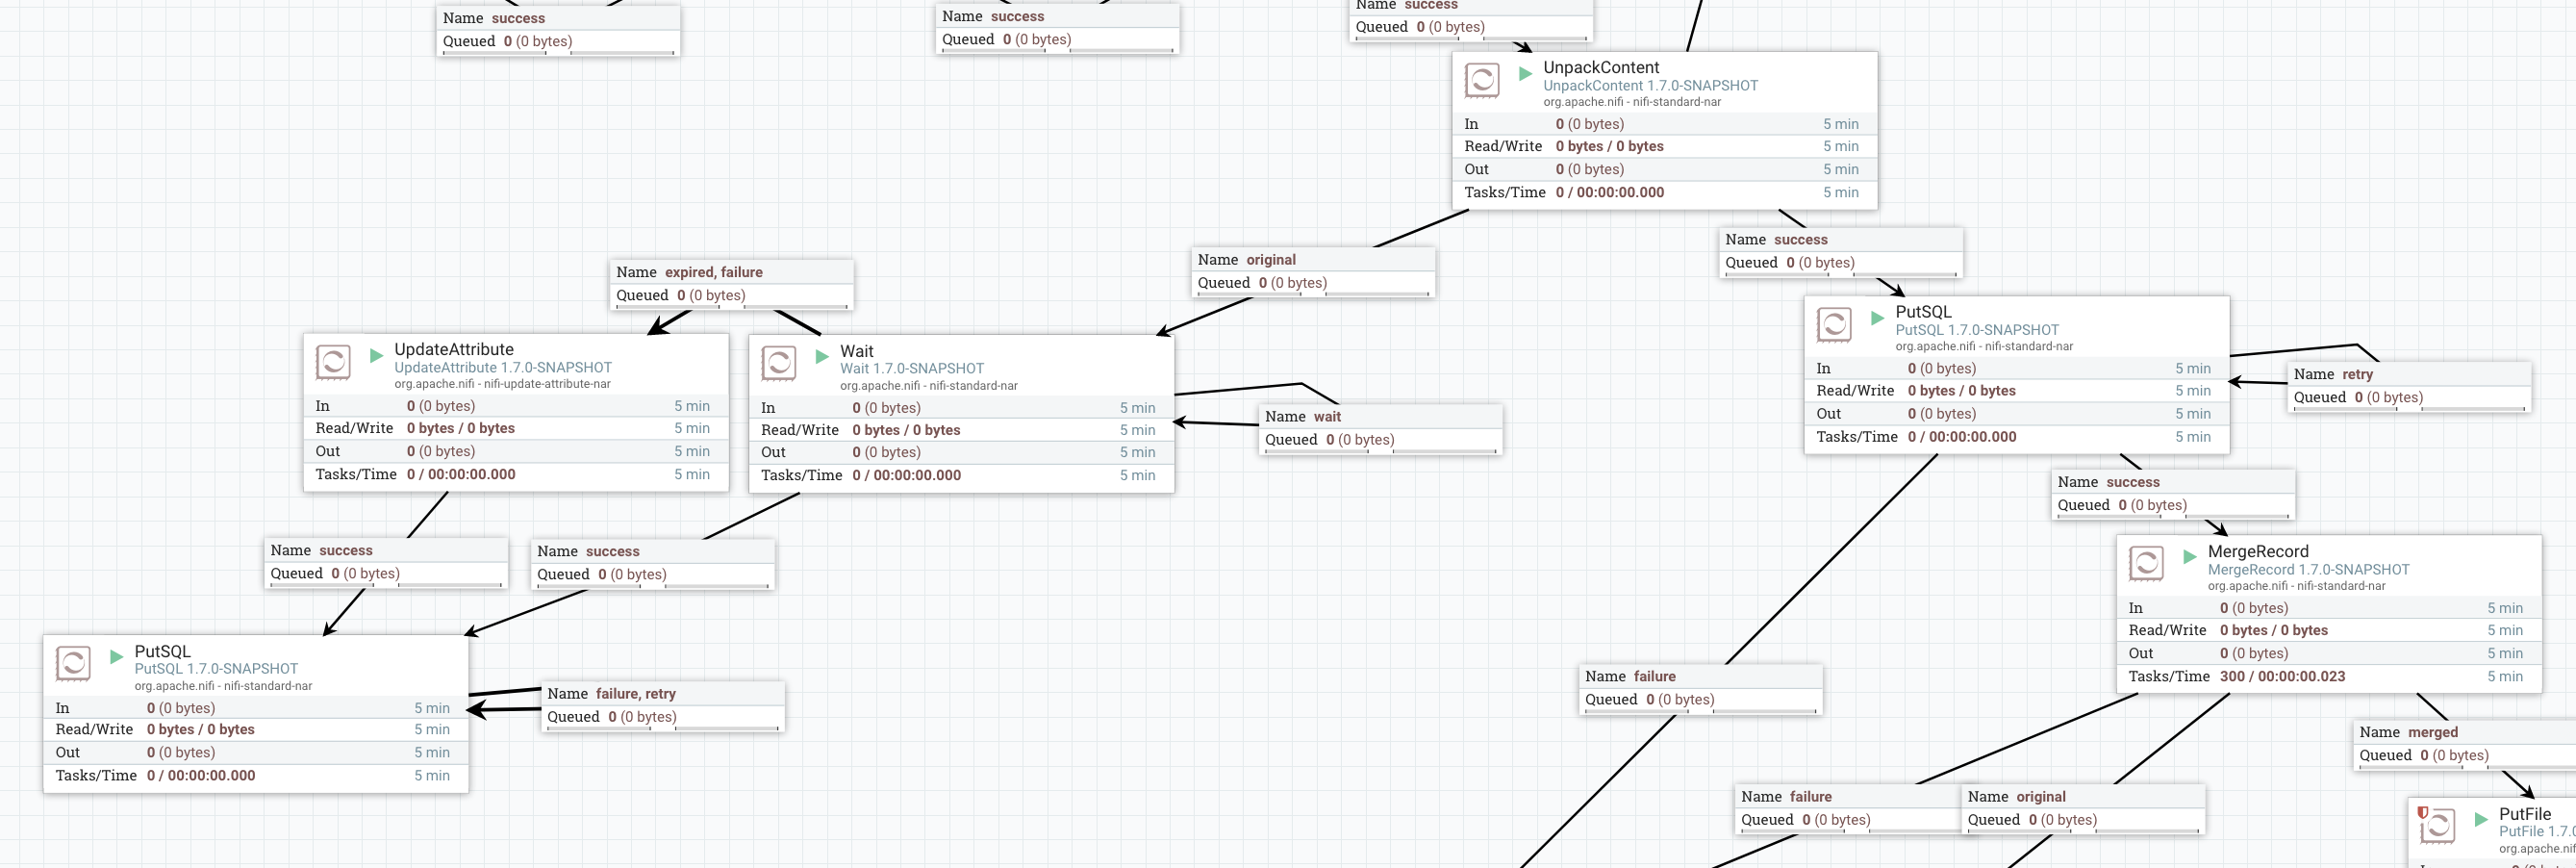 Name success
Queued 0 (0 bytes)
Name success
Queued 0 (0 bytes)
Name success
Queued 0 (0 bytes)
UnpackContent
UnpackContent 1.7.0-SNAPSHOT
org.apache.nifi - nifi-standard-nar
In 0 (0 bytes) 5 min
Read/Write 0 bytes / 0 bytes 5 min
Out 0 (0 bytes) 5 min
Tasks/Time 0 / 00:00:00.000 5 min
Name original
Queued 0 (0 bytes)
Name success
Queued 0 (0 bytes)
Name expired, failure
Queued 0 (0 bytes)
UpdateAttribute
UpdateAttribute 1.7.0-SNAPSHOT
org.apache.nifi - nifi-update-attribute-nar
In 0 (0 bytes) 5 min
Read/Write 0 bytes / 0 bytes 5 min
Out 0 (0 bytes) 5 min
Tasks/Time 0 / 00:00:00.000 5 min
Wait
Wait 1.7.0-SNAPSHOT
org.apache.nifi - nifi-standard-nar
In 0 (0 bytes) 5 min
Read/Write 0 bytes / 0 bytes 5 min
Out 0 (0 bytes) 5 min
Tasks/Time 0 / 00:00:00.000 5 min
Name wait
Queued 0 (0 bytes)
PutSQL
PutSQL 1.7.0-SNAPSHOT
org.apache.nifi - nifi-standard-nar
In 0 (0 bytes) 5 min
Read/Write 0 bytes / 0 bytes 5 min
Out 0 (0 bytes) 5 min
Tasks/Time 0 / 00:00:00.000 5 min
Name retry
Queued 0 (0 bytes)
Name success
Queued 0 (0 bytes)
Name success
Queued 0 (0 bytes)
Name success
Queued 0 (0 bytes)
MergeRecord
MergeRecord 1.7.0-SNAPSHOT
org.apache.nifi - nifi-standard-nar
In 0 (0 bytes) 5 min
Read/Write 0 bytes / 0 bytes 5 min
Out 0 (0 bytes) 5 min
Tasks/Time 300 / 00:00:00.023 5 min
PutSQL
PutSQL 1.7.0-SNAPSHOT
org.apache.nifi - nifi-standard-nar
In 0 (0 bytes) 5 min
Read/Write 0 bytes / 0 bytes 5 min
Out 0 (0 bytes) 5 min
Tasks/Time 0 / 00:00:00.000 5 min
Name failure, retry
Queued 0 (0 bytes)
Name failure
Queued 0 (0 bytes)
Name merged
Queued 0 (0 bytes)
Name failure
Queued 0 (0 bytes)
Name original
Queued 0 (0 bytes)
PutFile
PutFile 1.7.0
org.apache.nif